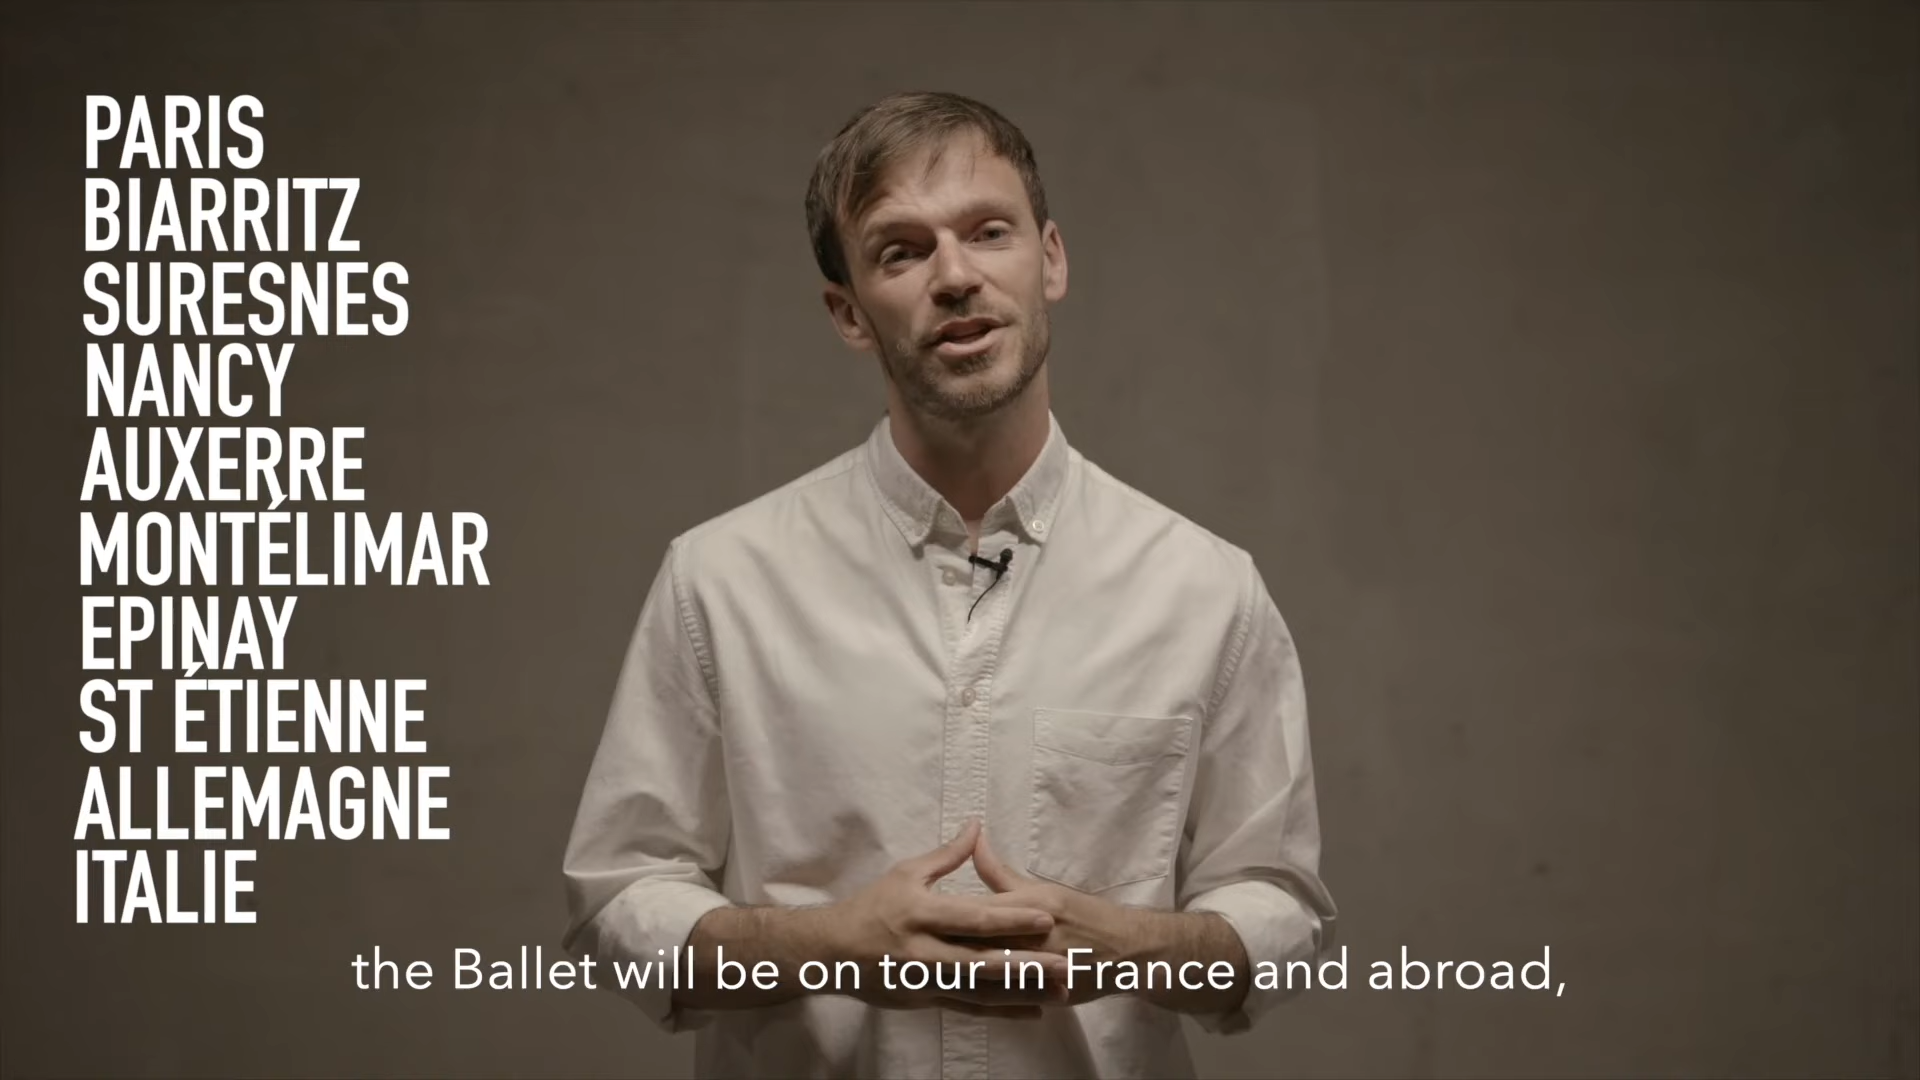 PARIS
BIARRITZ
SURESNES
NANCY
AUXERRE
MONTÉLIMAR
EPINAY
ST ÉTIENNE
ALLEMAGNE
ITALIE
the Ballet will be on tour in France and abroad,